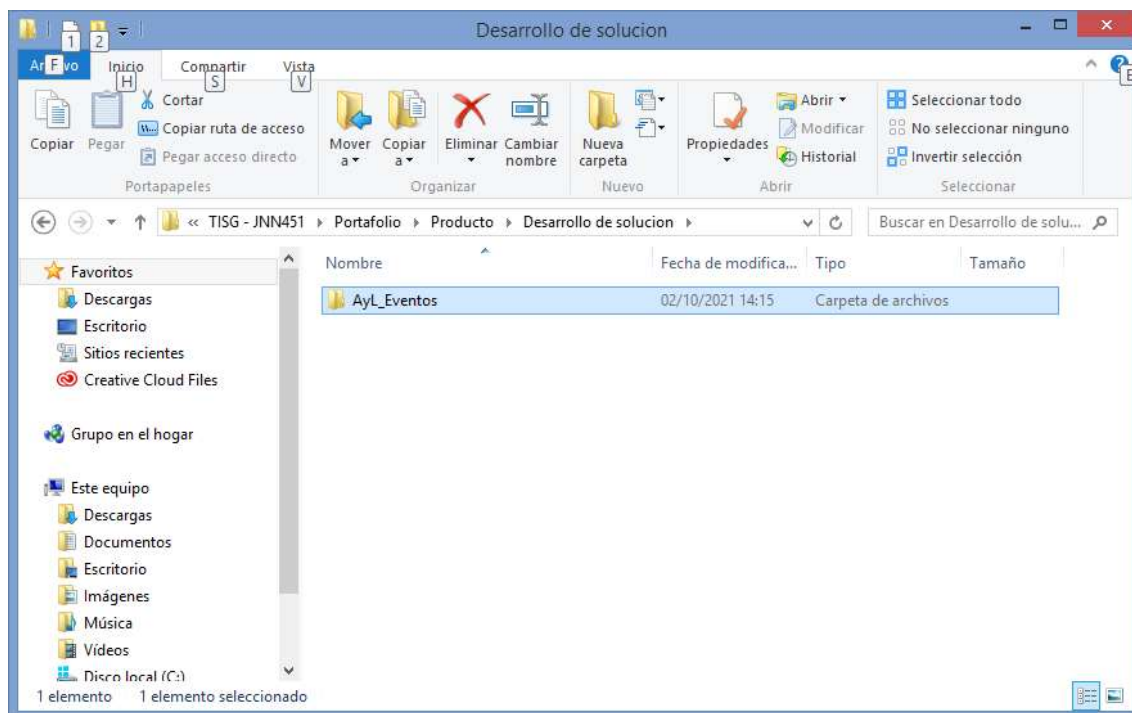 Desarrollo de solucion
1 2
Archivo Inicio Compartir Vista
F H S V E
Copiar
Pegar
Cortar
Copiar ruta de acceso
Pegar acceso directo
Portapapeles
Mover a
Copiar a
Eliminar
Cambiar nombre
Organizar
Nueva carpeta
Nuevo
Propiedades
Abrir
Modificar
Historial
Abrir
Seleccionar todo
No seleccionar ninguno
Invertir selección
Seleccionar
« TISG - JNN451 Portafolio Producto Desarrollo de solucion
Buscar en Desarrollo de solu...
Nombre Fecha de modifica... Tipo Tamaño
AyL_Eventos 02/10/2021 14:15 Carpeta de archivos
Favoritos
Descargas
Escritorio
Sitios recientes
Creative Cloud Files
Grupo en el hogar
Este equipo
Descargas
Documentos
Escritorio
Imágenes
Música
Vídeos
Disco local (C:)
1 elemento 1 elemento seleccionado